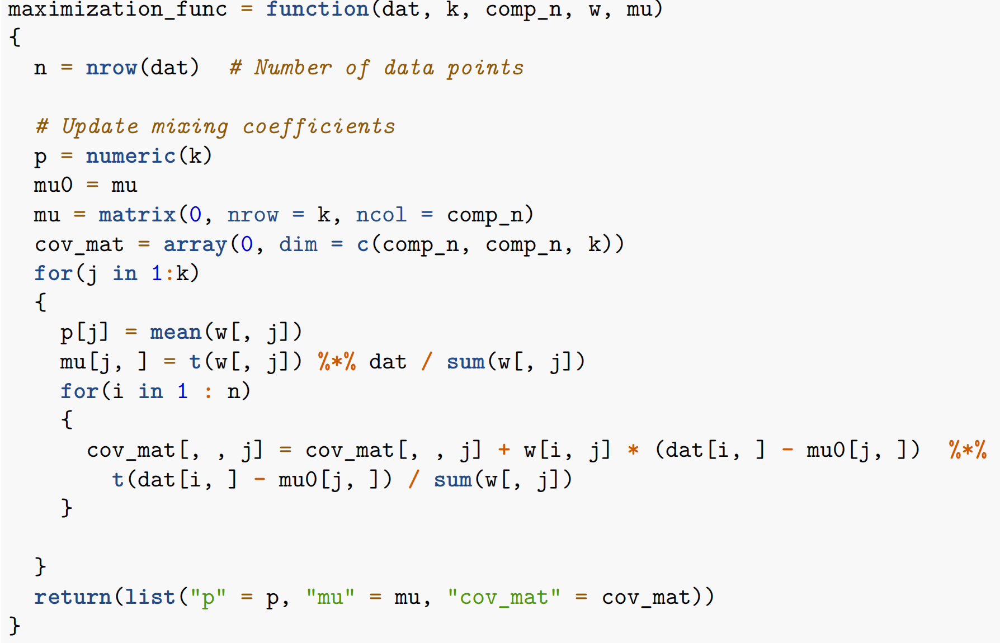 maximization_func = function(dat, k, comp_n, w, mu)
{
  n = nrow(dat)  # Number of data points

  # Update mixing coefficients
  p = numeric(k)
  mu0 = mu
  mu = matrix(0, nrow = k, ncol = comp_n)
  cov_mat = array(0, dim = c(comp_n, comp_n, k))
  for(j in 1:k)
  {
    p[j] = mean(w[, j])
    mu[j, ] = t(w[, j]) %*% dat / sum(w[, j])
    for(i in 1 : n)
    {
      cov_mat[, , j] = cov_mat[, , j] + w[i, j] * (dat[i, ] - mu0[j, ])  %*%
        t(dat[i, ] - mu0[j, ]) / sum(w[, j])
    }

  }
  return(list("p" = p, "mu" = mu, "cov_mat" = cov_mat))
}